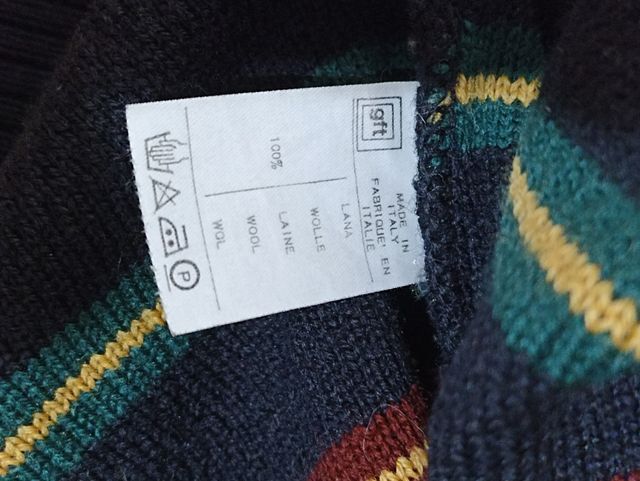 gft
MADE IN
ITALY
FABRIQUE' EN
ITALIE
LANA
WOLLE
100% LAINE
WOOL
WOL
P